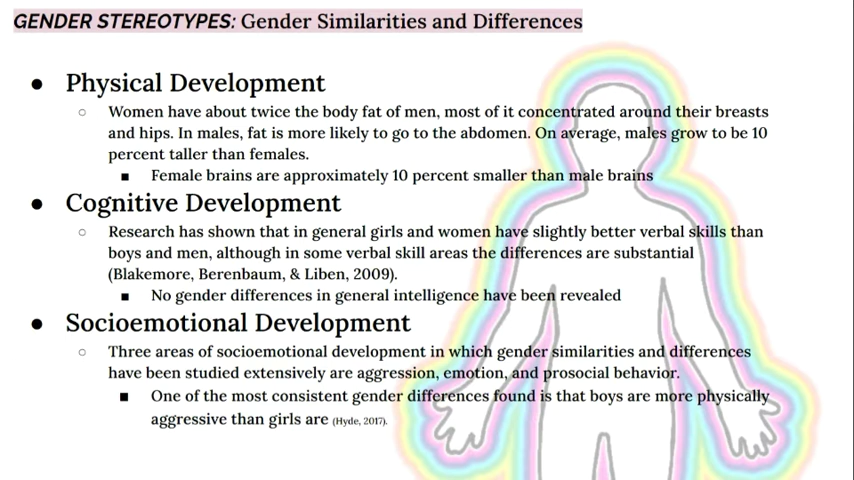 GENDER STEREOTYPES: Gender Similarities and Differences
● Physical Development
○ Women have about twice the body fat of men, most of it concentrated around their breasts
and hips. In males, fat is more likely to go to the abdomen. On average, males grow to be 10
percent taller than females.
■ Female brains are approximately 10 percent smaller than male brains
● Cognitive Development
○ Research has shown that in general girls and women have slightly better verbal skills than
boys and men, although in some verbal skill areas the differences are substantial
(Blakemore, Berenbaum, & Liben, 2009).
■ No gender differences in general intelligence have been revealed
● Socioemotional Development
○ Three areas of socioemotional development in which gender similarities and differences
have been studied extensively are aggression, emotion, and prosocial behavior.
■ One of the most consistent gender differences found is that boys are more physically
aggressive than girls are (Hyde, 2017).